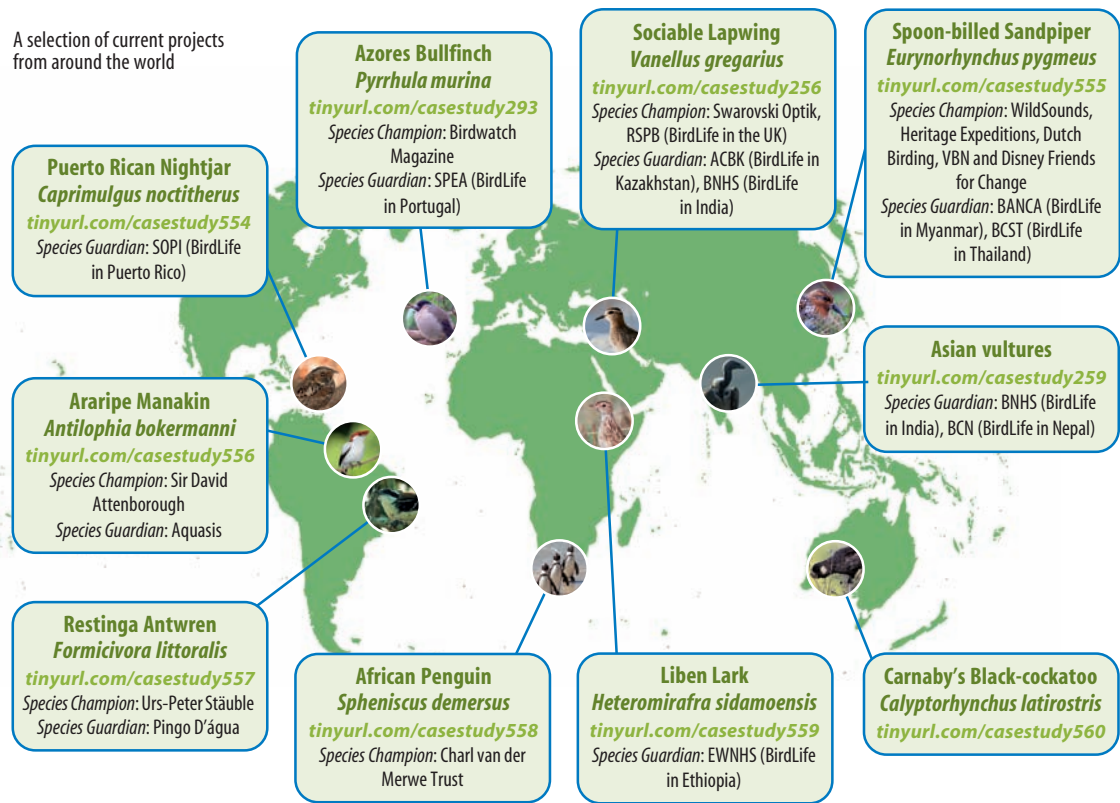 A selection of current projects
from around the world
Azores Bullfinch
Pyrrhula murina
tinyurl.com/casestudy293
Species Champion: Birdwatch
Magazine
Species Guardian: SPEA (BirdLife
in Portugal)
Sociable Lapwing
Vanellus gregarius
tinyurl.com/casestudy256
Species Champion: Swarovski Optik,
RSPB (BirdLife in the UK)
Species Guardian: ACBK (BirdLife in
Kazakhstan), BNHS (BirdLife
in India)
Spoon-billed Sandpiper
Eurynorhynchus pygmeus
tinyurl.com/casestudy555
Species Champion: WildSounds,
Heritage Expeditions, Dutch
Birding, VBN and Disney Friends
for Change
Species Guardian: BANCA (BirdLife
in Myanmar), BCST (BirdLife
in Thailand)
Puerto Rican Nightjar
Caprimulgus noctitherus
tinyurl.com/casestudy554
Species Guardian: SOPI (BirdLife
in Puerto Rico)
Asian vultures
tinyurl.com/casestudy259
Species Guardian: BNHS (BirdLife
in India), BCN (BirdLife in Nepal)
Araripe Manakin
Antilophia bokermanni
tinyurl.com/casestudy556
Species Champion: Sir David
Attenborough
Species Guardian: Aquasis
Restinga Antwren
Formicivora littoralis
tinyurl.com/casestudy557
Species Champion: Urs-Peter Stäuble
Species Guardian: Pingo D'água
African Penguin
Spheniscus demersus
tinyurl.com/casestudy558
Species Champion: Charl van der
Merwe Trust
Liben Lark
Heteromirafra sidamoensis
tinyurl.com/casestudy559
Species Guardian: EWNHS (BirdLife
in Ethiopia)
Carnaby's Black-cockatoo
Calyptorhynchus latirostris
tinyurl.com/casestudy560